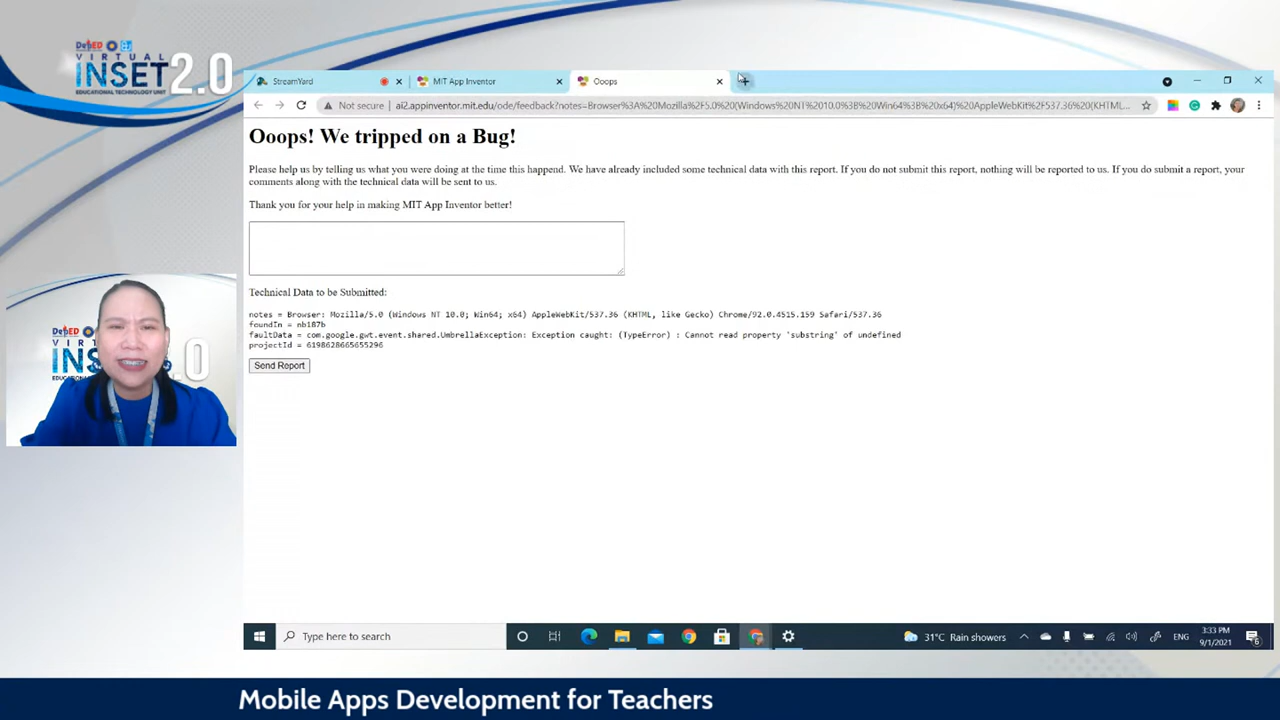 DepED
VIRTUAL
INSET 2.0
EDUCATIONAL TECHNOLOGY UNIT
StreamYard
MIT App Inventor
Ooops
Not secure
ai2.appinventor.mit.edu/ode/feedback?notes=Browser%3A%20Mozilla%2F5.0%20(Windows%20NT%2010.0%3B%20Win64%3B%20x64)%20AppleWebKit%2F537.36%20(KHTML...
Ooops! We tripped on a Bug!
Please help us by telling us what you were doing at the time this happend. We have already included some technical data with this report. If you do not submit this report, nothing will be reported to us. If you do submit a report, your
comments along with the technical data will be sent to us.
Thank you for your help in making MIT App Inventor better!
Technical Data to be Submitted:
notes = Browser: Mozilla/5.0 (Windows NT 10.0; Win64; x64) AppleWebKit/537.36 (KHTML, like Gecko) Chrome/92.0.4515.159 Safari/537.36
foundIn = nb187b
faultData = com.google.gwt.event.shared.UmbrellaException: Exception caught: (TypeError) : Cannot read property 'substring' of undefined
projectId = 6198628665655296
Send Report
Type here to search
31°C Rain showers
ENG
3:33 PM
9/1/2021
Mobile Apps Development for Teachers